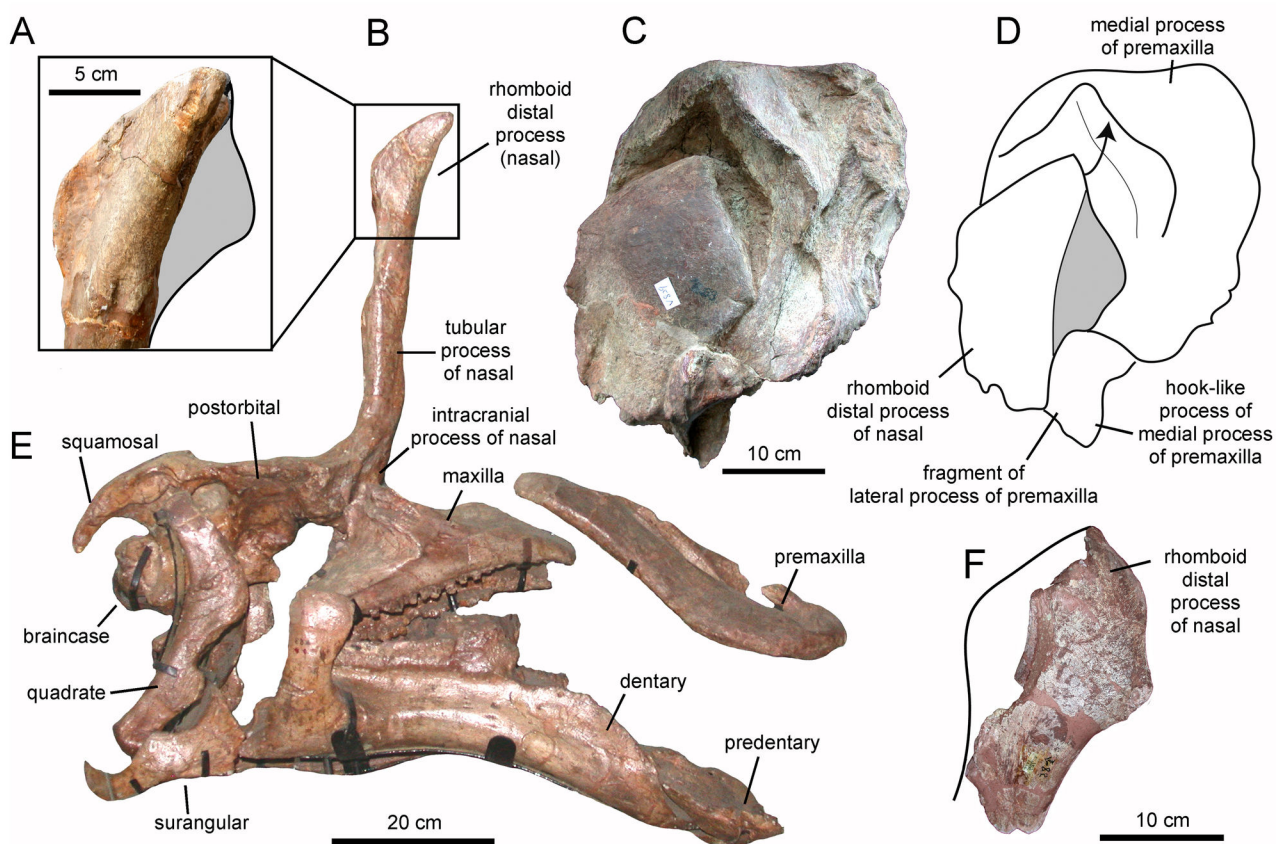 A
5 cm
B
rhomboid
distal
process
(nasal)
C
10 cm
D
medial process
of premaxilla
rhomboid
distal process
of nasal
fragment of
lateral process of premaxilla
hook-like
process of
medial process
of premaxilla
E
squamosal
postorbital
tubular
process
of nasal
intracranial
process of nasal
maxilla
premaxilla
braincase
quadrate
dentary
predentary
surangular
20 cm
F
rhomboid
distal
process
of nasal
10 cm